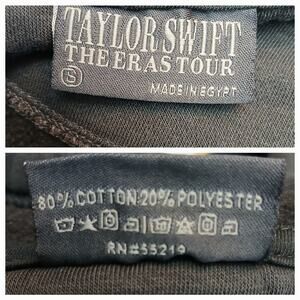 TAYLOR SWIFT
THE ERAS TOUR
S
MADE IN EGYPT
80% COTTON 20% POLYESTER
RN#55219